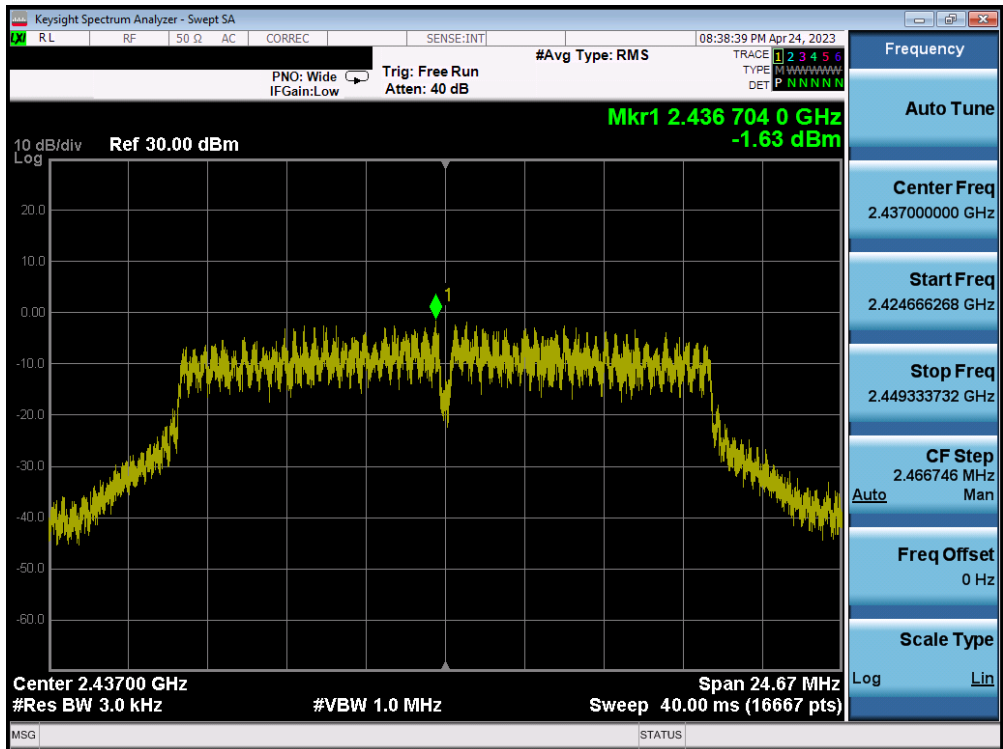 Keysight Spectrum Analyzer - Swept SA
LXI RL RF 50 Ω AC CORREC SENSE:INT 08:38:39 PM Apr 24, 2023
PNO: Wide
IFGain:Low
Trig: Free Run
Atten: 40 dB
#Avg Type: RMS
TRACE 1 2 3 4 5 6
TYPE M WWWWW
DET P N N N N N
Mkr1 2.436 704 0 GHz
-1.63 dBm
10 dB/div Ref 30.00 dBm
Log
20.0
10.0
0.00
-10.0
-20.0
-30.0
-40.0
-50.0
-60.0
1
Center 2.43700 GHz Span 24.67 MHz
#Res BW 3.0 kHz #VBW 1.0 MHz Sweep 40.00 ms (16667 pts)
MSG STATUS
Frequency
Auto Tune
Center Freq
2.437000000 GHz
Start Freq
2.424666268 GHz
Stop Freq
2.449333732 GHz
CF Step
2.466746 MHz
Auto Man
Freq Offset
0 Hz
Scale Type
Log Lin